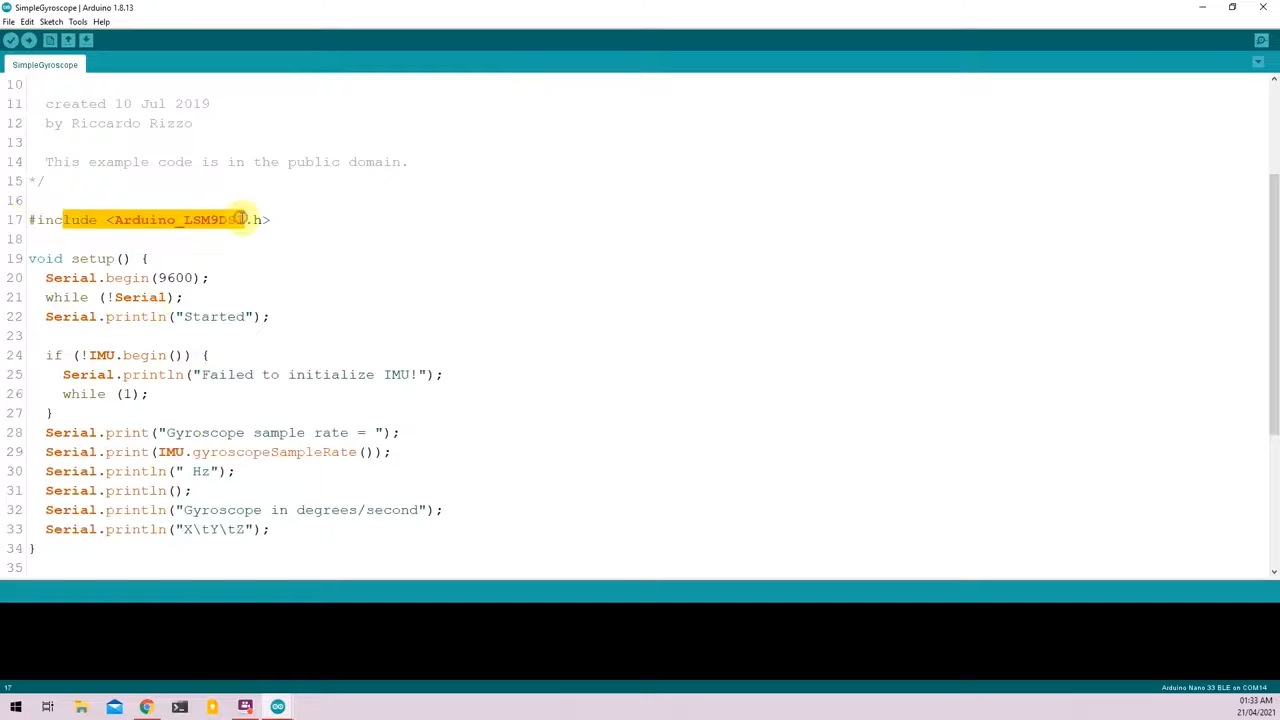 SimpleGyroscope | Arduino 1.8.13
File Edit Sketch Tools Help
SimpleGyroscope
10
11 created 10 Jul 2019
12 by Riccardo Rizzo
13
14 This example code is in the public domain.
15 */
16
17 #include <Arduino_LSM9DS1.h>
18
19 void setup() {
20 Serial.begin(9600);
21 while (!Serial);
22 Serial.println("Started");
23
24 if (!IMU.begin()) {
25 Serial.println("Failed to initialize IMU!");
26 while (1);
27 }
28 Serial.print("Gyroscope sample rate = ");
29 Serial.print(IMU.gyroscopeSampleRate());
30 Serial.println(" Hz");
31 Serial.println();
32 Serial.println("Gyroscope in degrees/second");
33 Serial.println("X\tY\tZ");
34 }
35
17 Arduino Nano 33 BLE on COM14
01:33 AM
21/04/2021